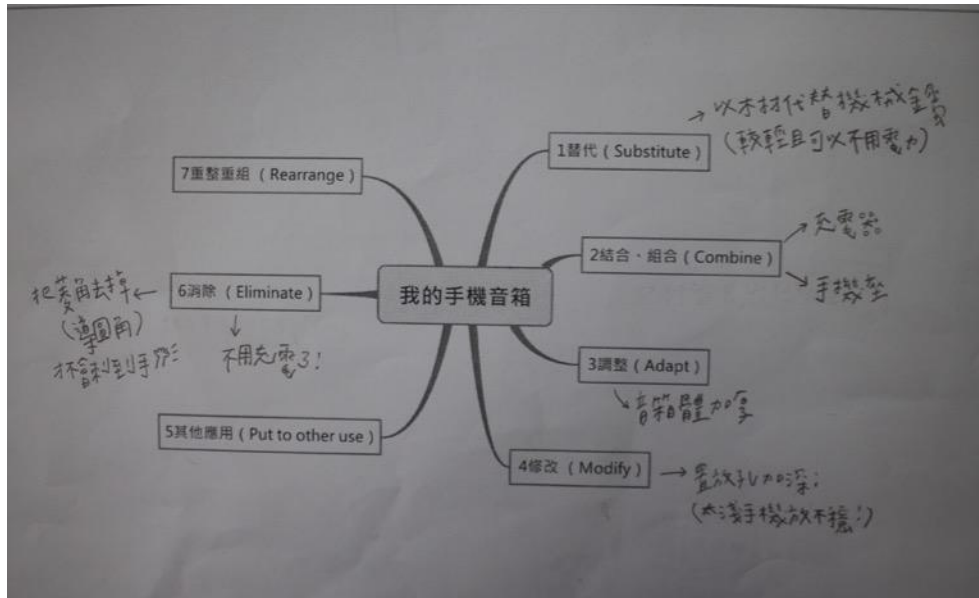 我的手機音箱
1替代（Substitute）
→以木材代替機械金屬
(較輕且可以不用電力)
2結合、組合（Combine）
→充電器
→手機座
3調整（Adapt）
→音箱體加厚
4修改 （Modify）
→置放孔加深!
(太淺手機放不穩!)
5其他應用（Put to other use）
6消除 （Eliminate）
把菱角去掉←
(導圓角)
才不會刺到手
不用充電了!
7重整重組 （Rearrange）